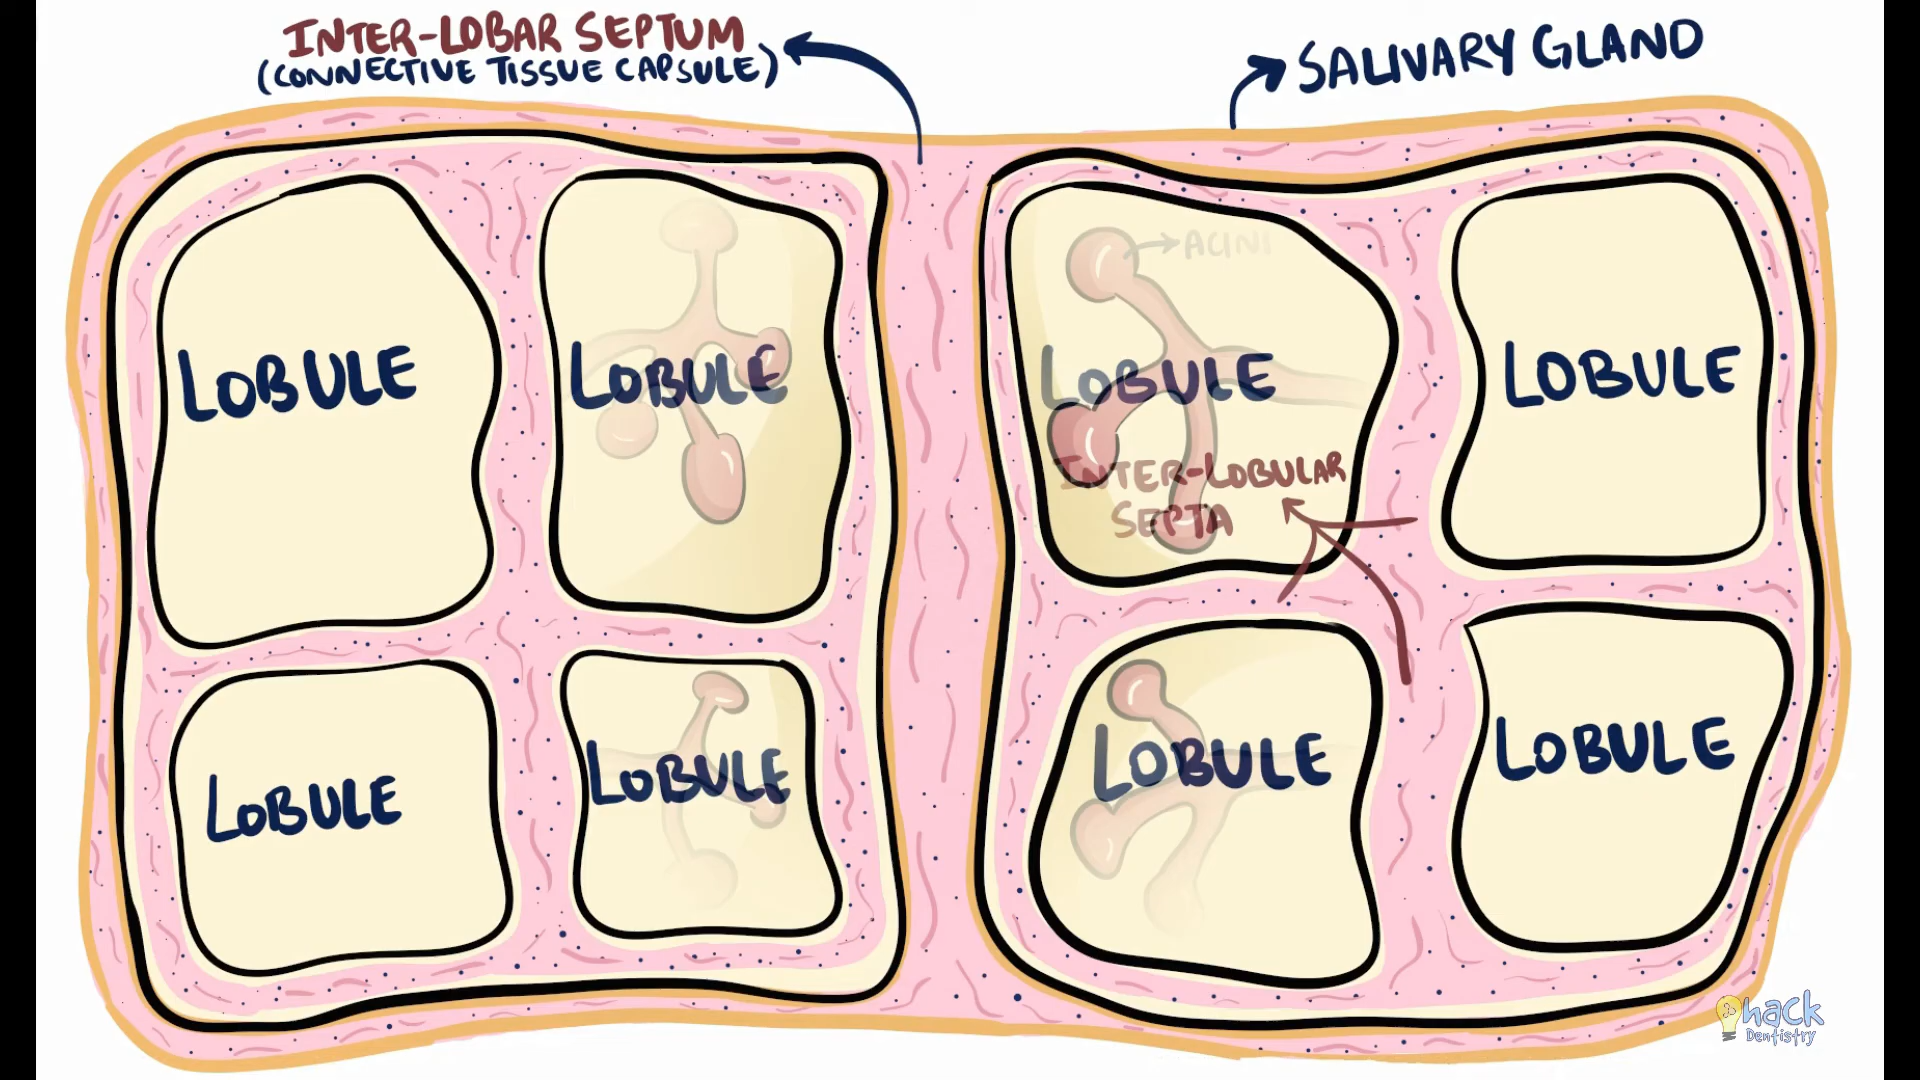 INTER-LOBAR SEPTUM
(CONNECTIVE TISSUE CAPSULE)
SALIVARY GLAND
ACINI
LOBULE
LOBULE
LOBULE
LOBULE
INTER-LOBULAR
SEPTA
LOBULE
LOBULE
LOBULE
LOBULE
hack
Dentistry